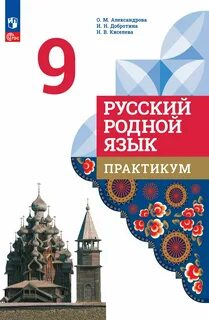 О. М. Александрова
И. Н. Добротина
Н. В. Киселева
9
РУССКИЙ
РОДНОЙ
ЯЗЫК
ПРАКТИКУМ